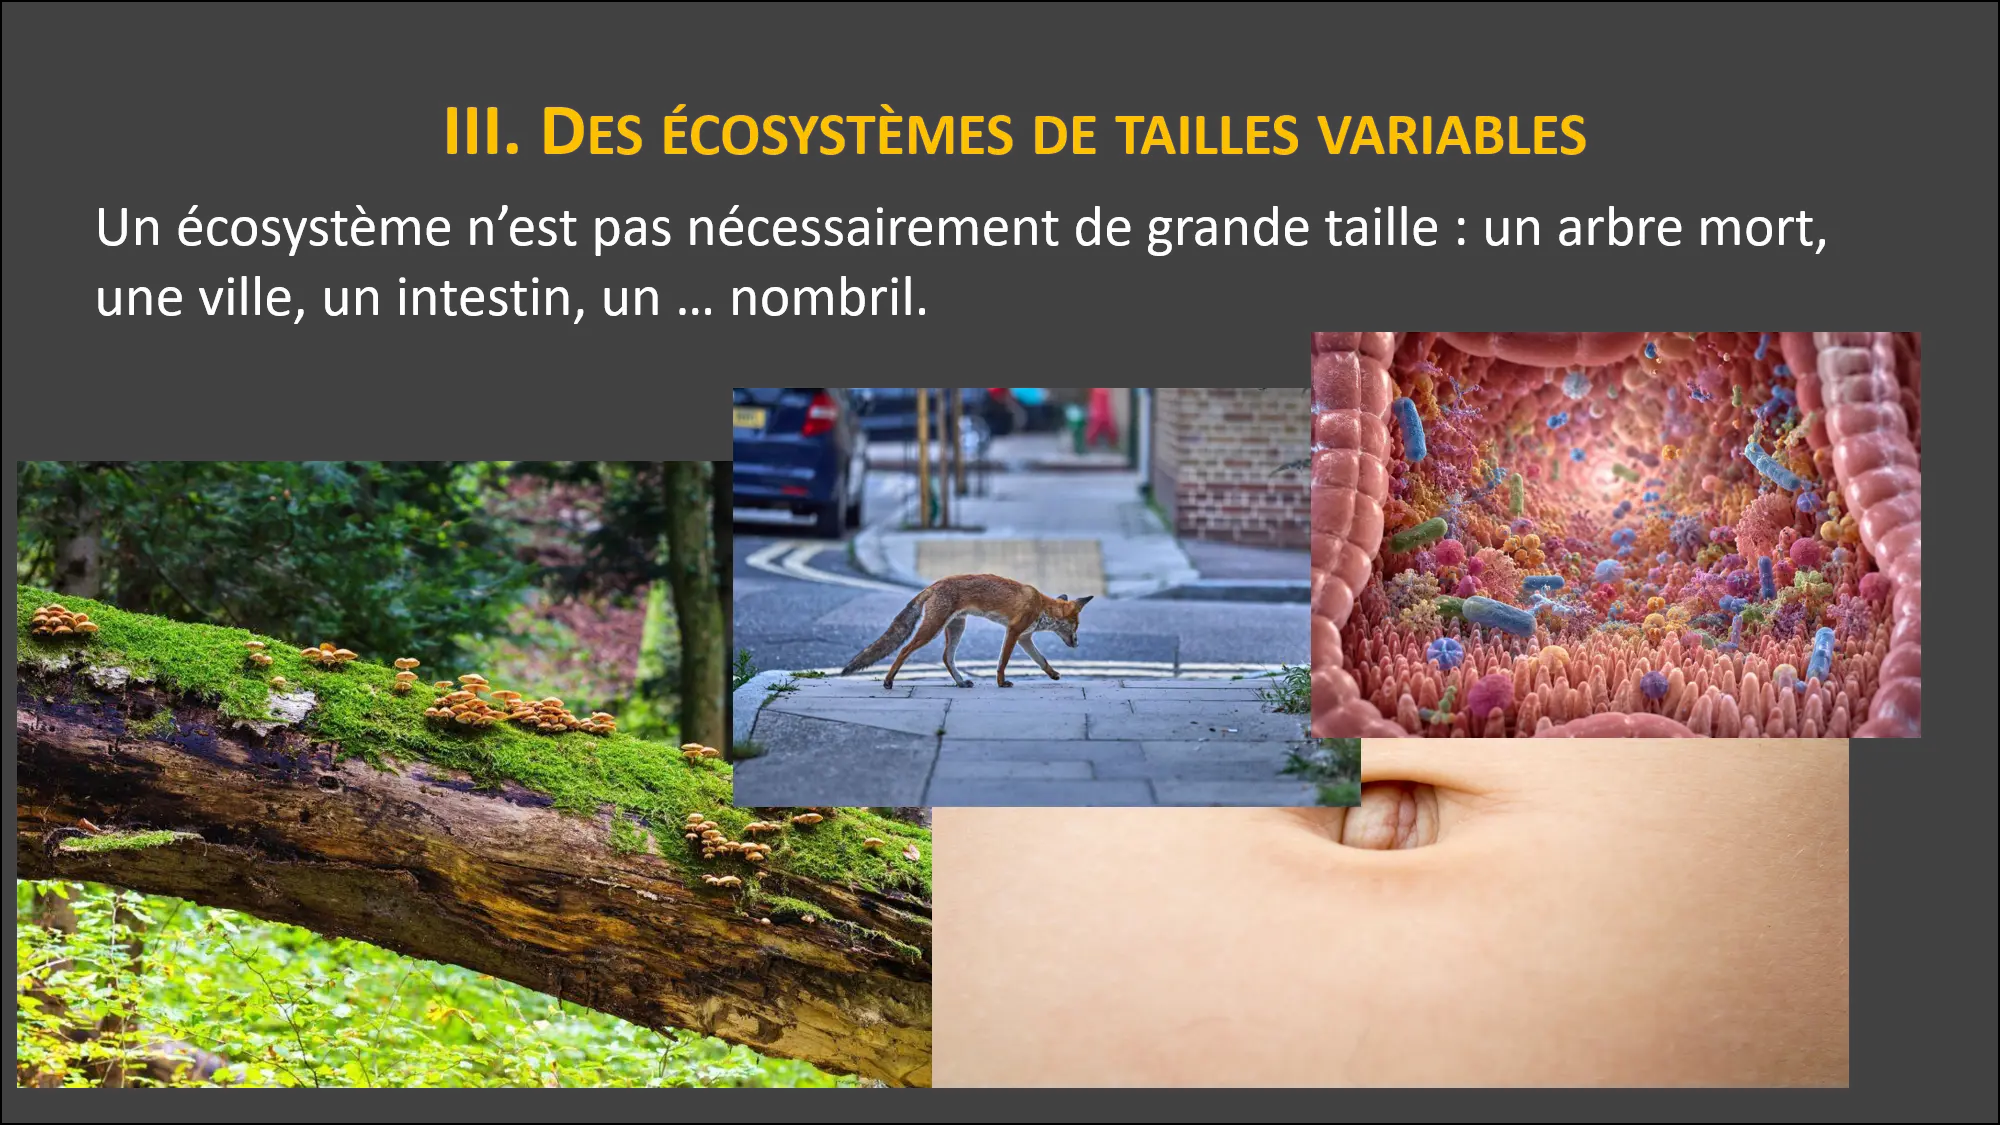 III. DES ÉCOSYSTÈMES DE TAILLES VARIABLES
Un écosystème n’est pas nécessairement de grande taille : un arbre mort,
une ville, un intestin, un … nombril.